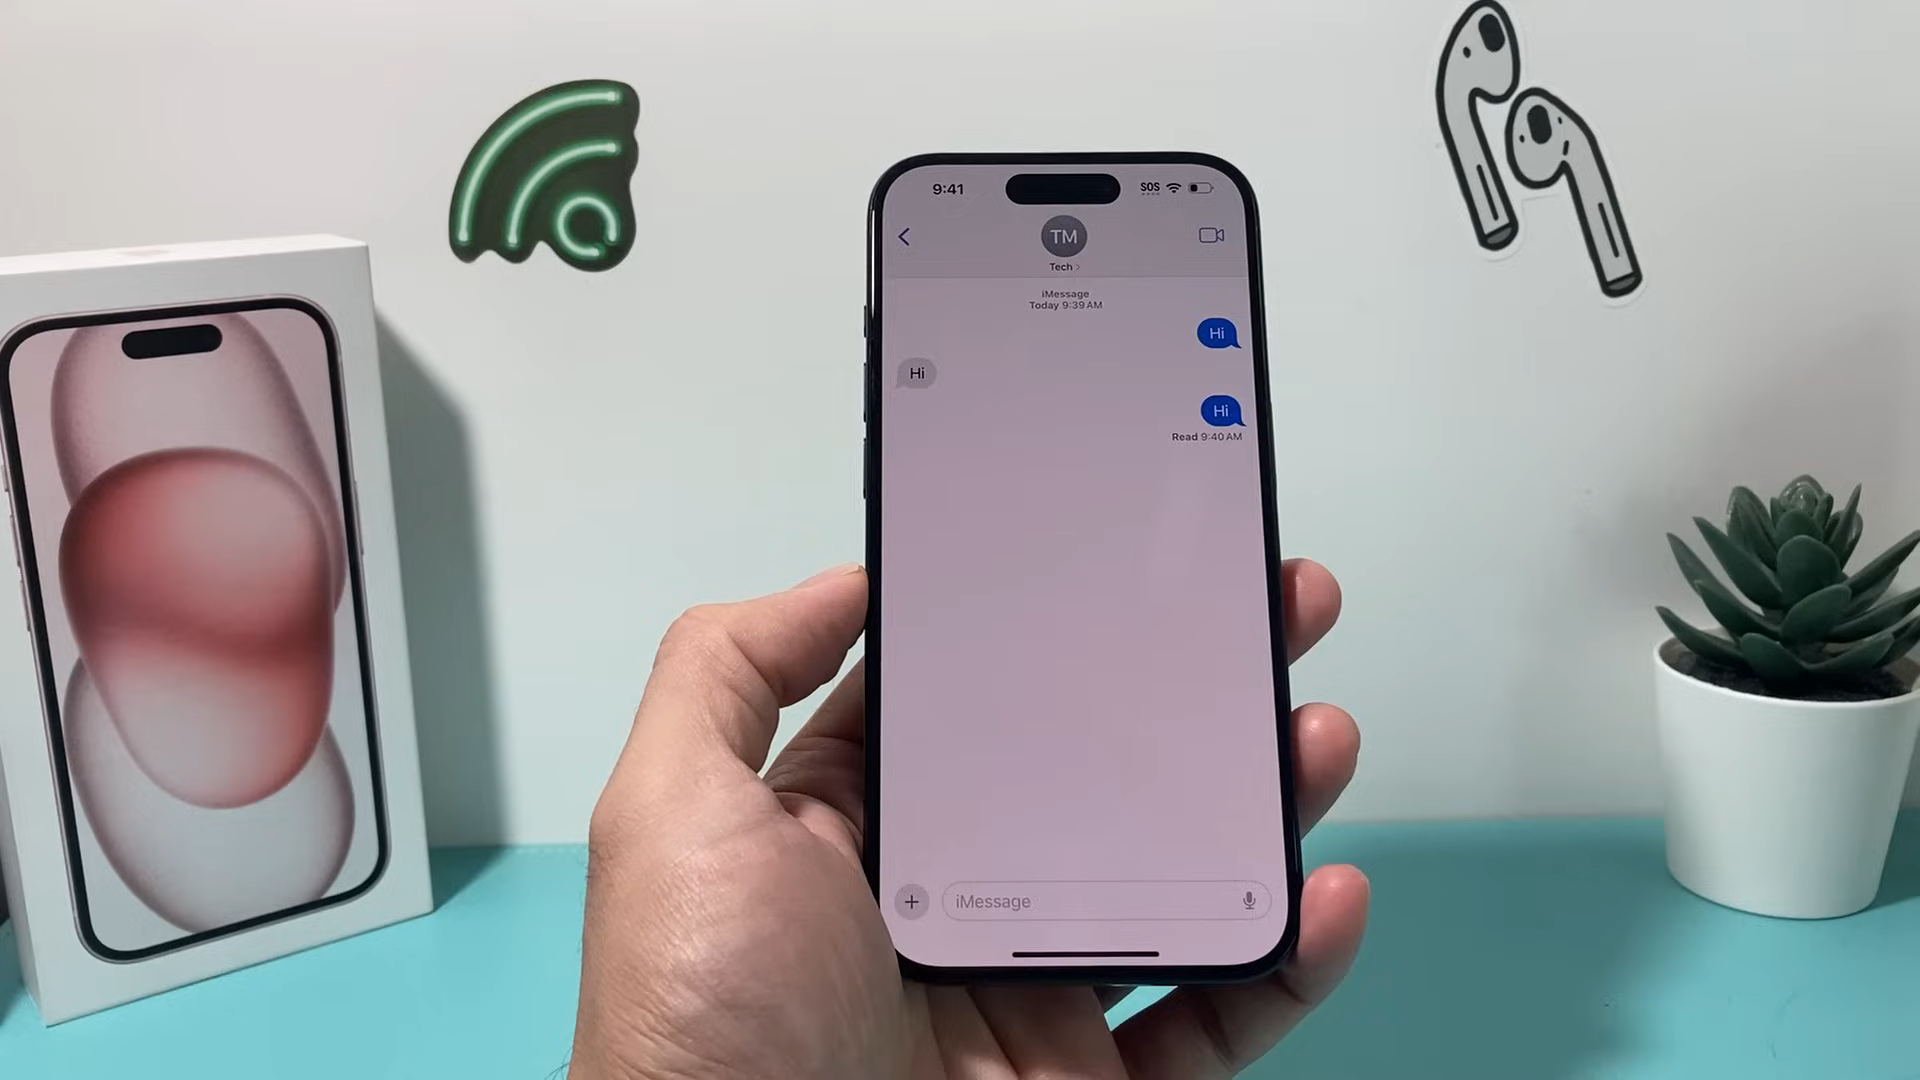 9:41
SOS
TM
Tech
iMessage
Today 9:39 AM
Hi
Hi
Hi
Read 9:40 AM
iMessage